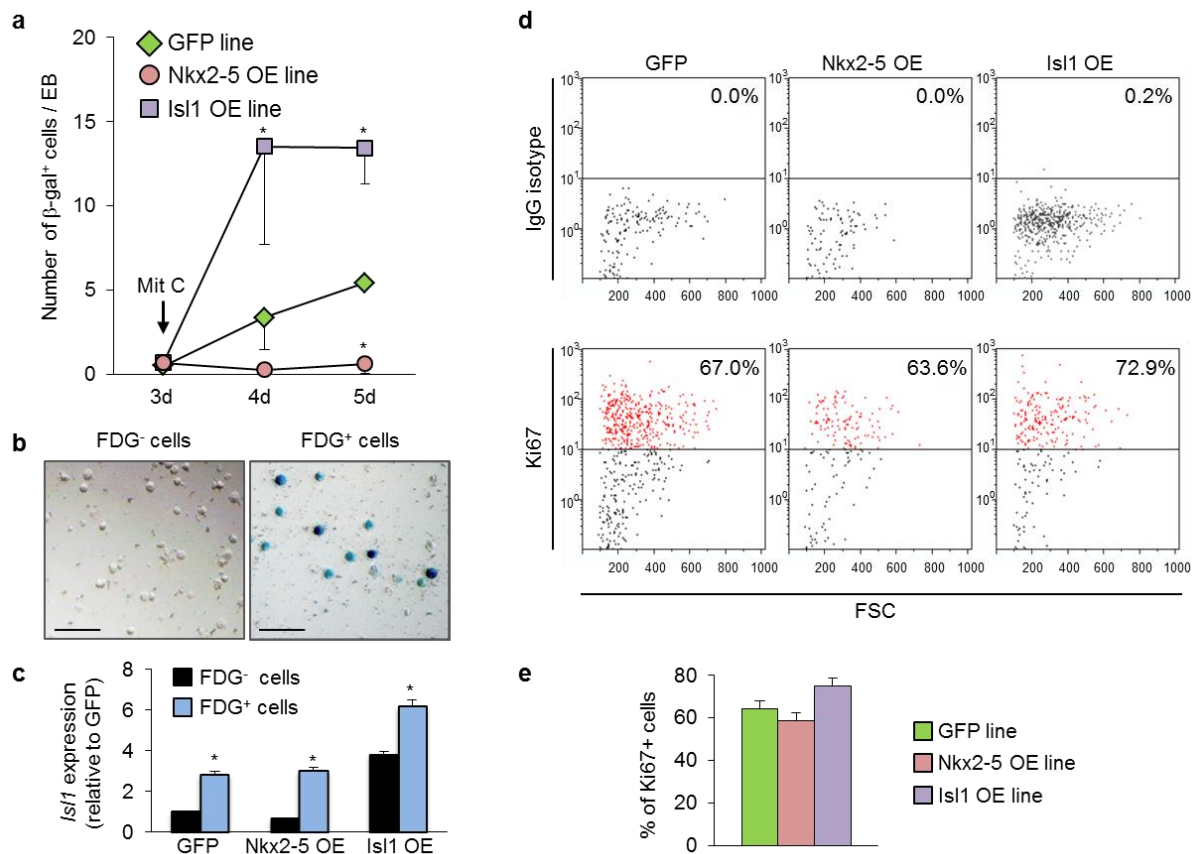 a
20
15
10
5
0
Number of β-gal⁺ cells / EB
GFP line
Nkx2-5 OE line
Isl1 OE line
*
*
*
Mit C
3d
4d
5d
b
FDG⁻ cells
FDG⁺ cells
c
8
6
4
2
0
Isl1 expression
(relative to GFP)
FDG⁻ cells
FDG⁺ cells
*
*
*
GFP
Nkx2-5 OE
Isl1 OE
d
GFP
Nkx2-5 OE
Isl1 OE
IgG isotype
10³
10²
10¹
10⁰
0.0%
200 400 600 800 1000
10³
10²
10¹
10⁰
0.0%
200 400 600 800 1000
10³
10²
10¹
10⁰
0.2%
200 400 600 800 1000
Ki67
10³
10²
10¹
10⁰
67.0%
200 400 600 800 1000
10³
10²
10¹
10⁰
63.6%
200 400 600 800 1000
10³
10²
10¹
10⁰
72.9%
200 400 600 800 1000
FSC
e
% of Ki67+ cells
80
60
40
20
0
GFP line
Nkx2-5 OE line
Isl1 OE line